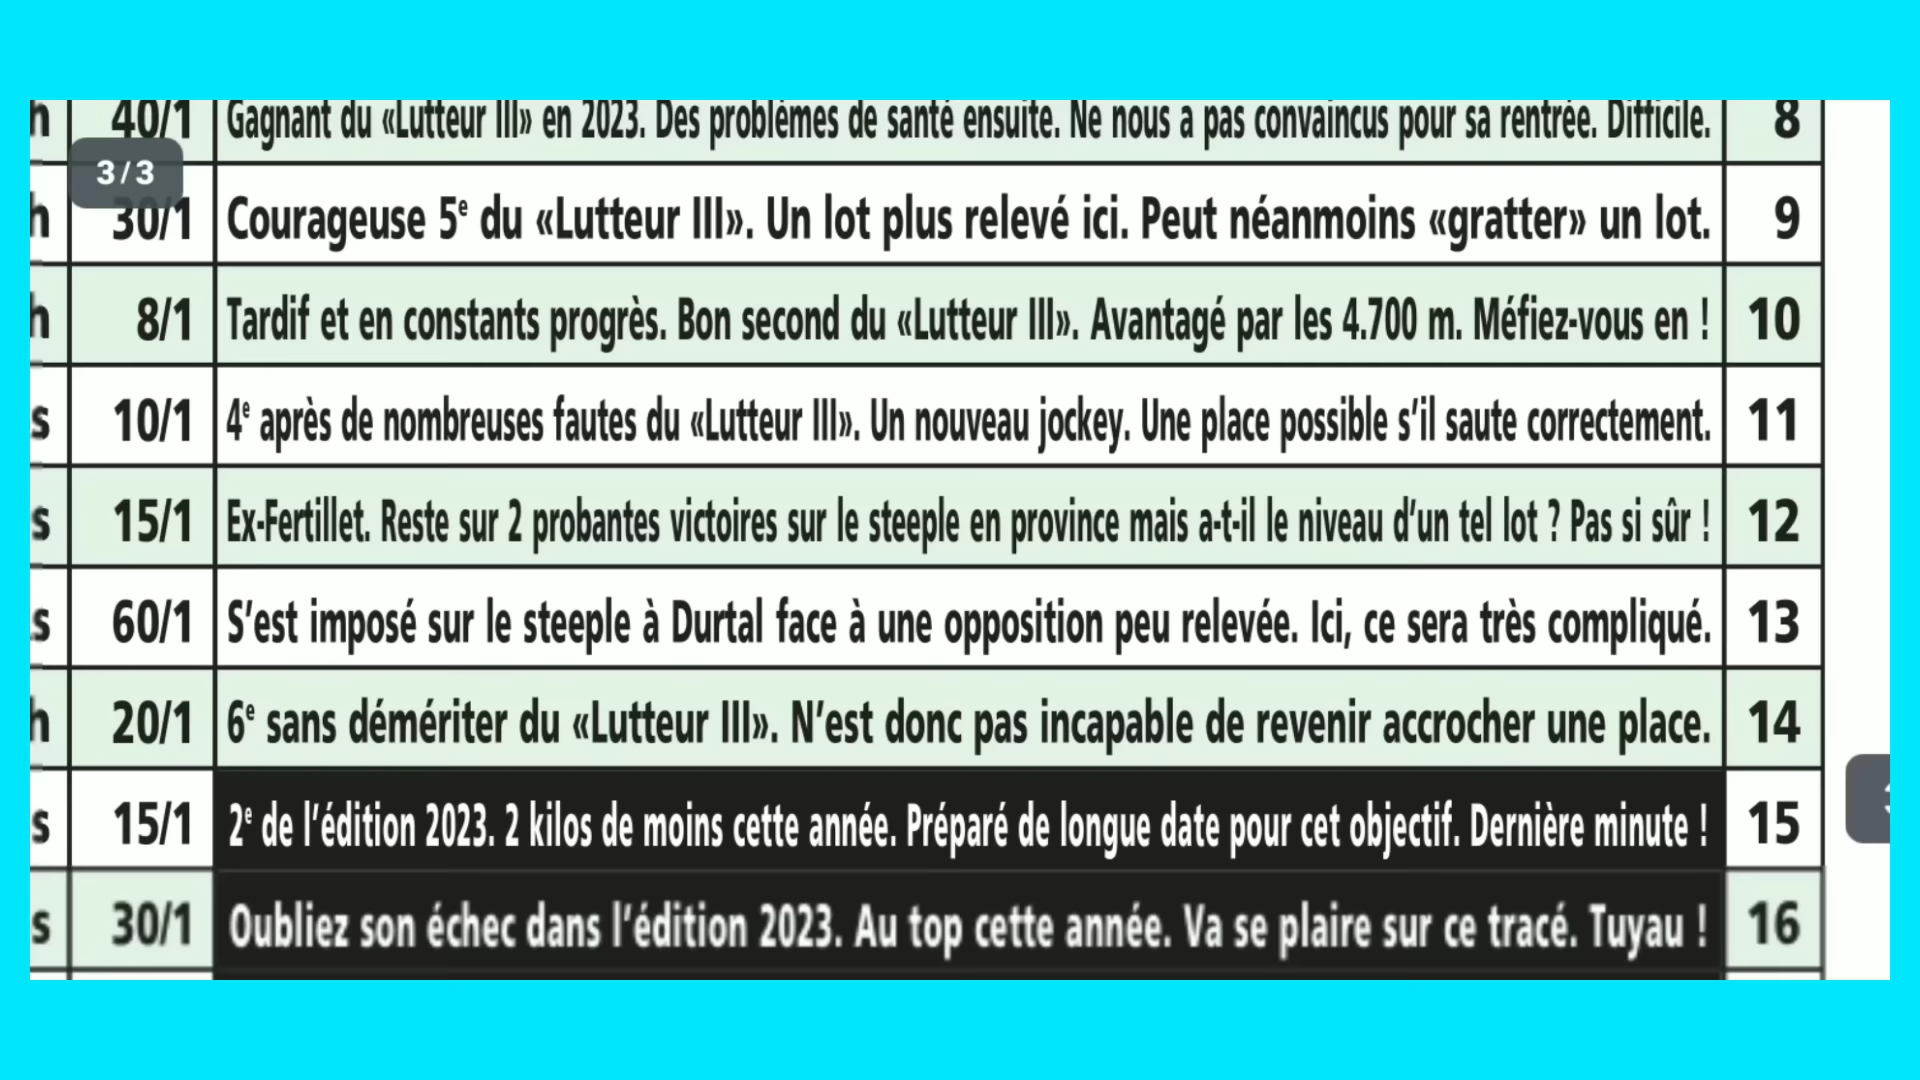 h 40/1 Gagnant du «Lutteur III» en 2023. Des problèmes de santé ensuite. Ne nous a pas convaincus pour sa rentrée. Difficile. 8
3/3
h 30/1 Courageuse 5e du «Lutteur III». Un lot plus relevé ici. Peut néanmoins «gratter» un lot. 9
h 8/1 Tardif et en constants progrès. Bon second du «Lutteur III». Avantagé par les 4.700 m. Méfiez-vous en ! 10
s 10/1 4e après de nombreuses fautes du «Lutteur III». Un nouveau jockey. Une place possible s'il saute correctement. 11
s 15/1 Ex-Fertillet. Reste sur 2 probantes victoires sur le steeple en province mais a-t-il le niveau d'un tel lot ? Pas si sûr ! 12
s 60/1 S'est imposé sur le steeple à Durtal face à une opposition peu relevée. Ici, ce sera très compliqué. 13
h 20/1 6e sans démériter du «Lutteur III». N'est donc pas incapable de revenir accrocher une place. 14
s 15/1 2e de l'édition 2023. 2 kilos de moins cette année. Préparé de longue date pour cet objectif. Dernière minute ! 15
s 30/1 Oubliez son échec dans l'édition 2023. Au top cette année. Va se plaire sur ce tracé. Tuyau ! 16